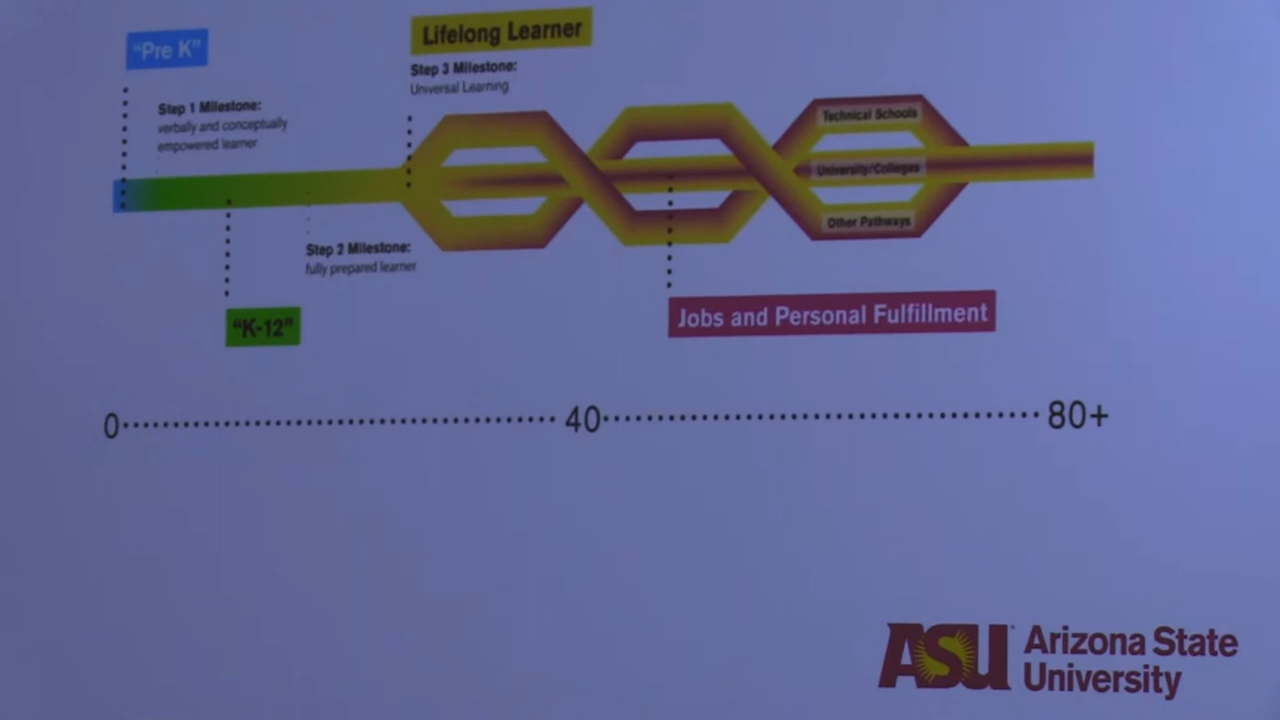 "Pre K"
Lifelong Learner
Step 3 Milestone:
Universal Learning
Step 1 Milestone:
verbally and conceptually
empowered learner
Technical Schools
University/Colleges
Other Pathways
Step 2 Milestone:
fully prepared learner
"K-12"
Jobs and Personal Fulfillment
0 40 80+
ASU Arizona State
University